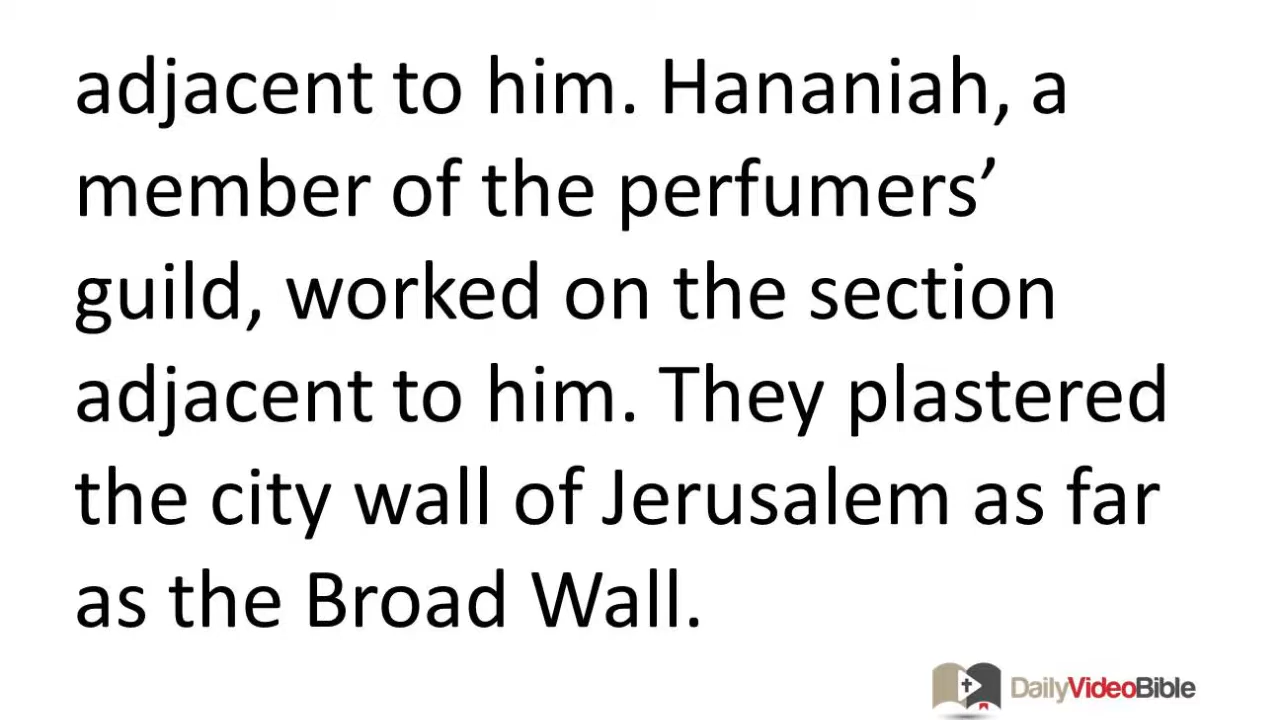 adjacent to him. Hananiah, a
member of the perfumers’
guild, worked on the section
adjacent to him. They plastered
the city wall of Jerusalem as far
as the Broad Wall.
DailyVideoBible